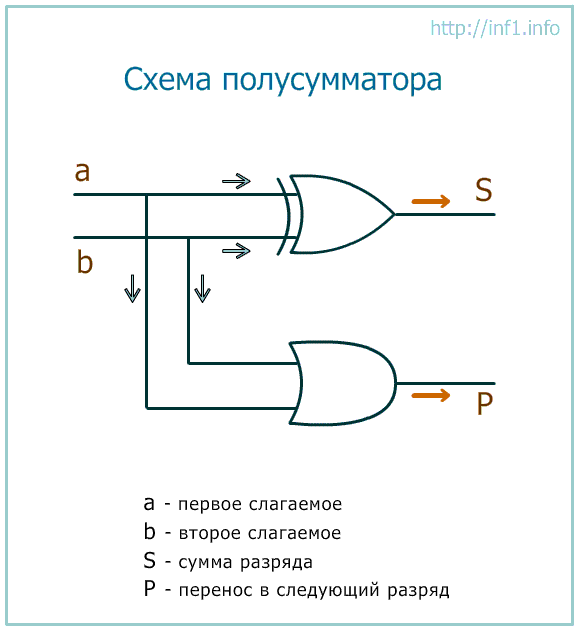 http://inf1.info
Схема полусумматора
a
b
S
P
a - первое слагаемое
b - второе слагаемое
S - сумма разряда
P - перенос в следующий разряд